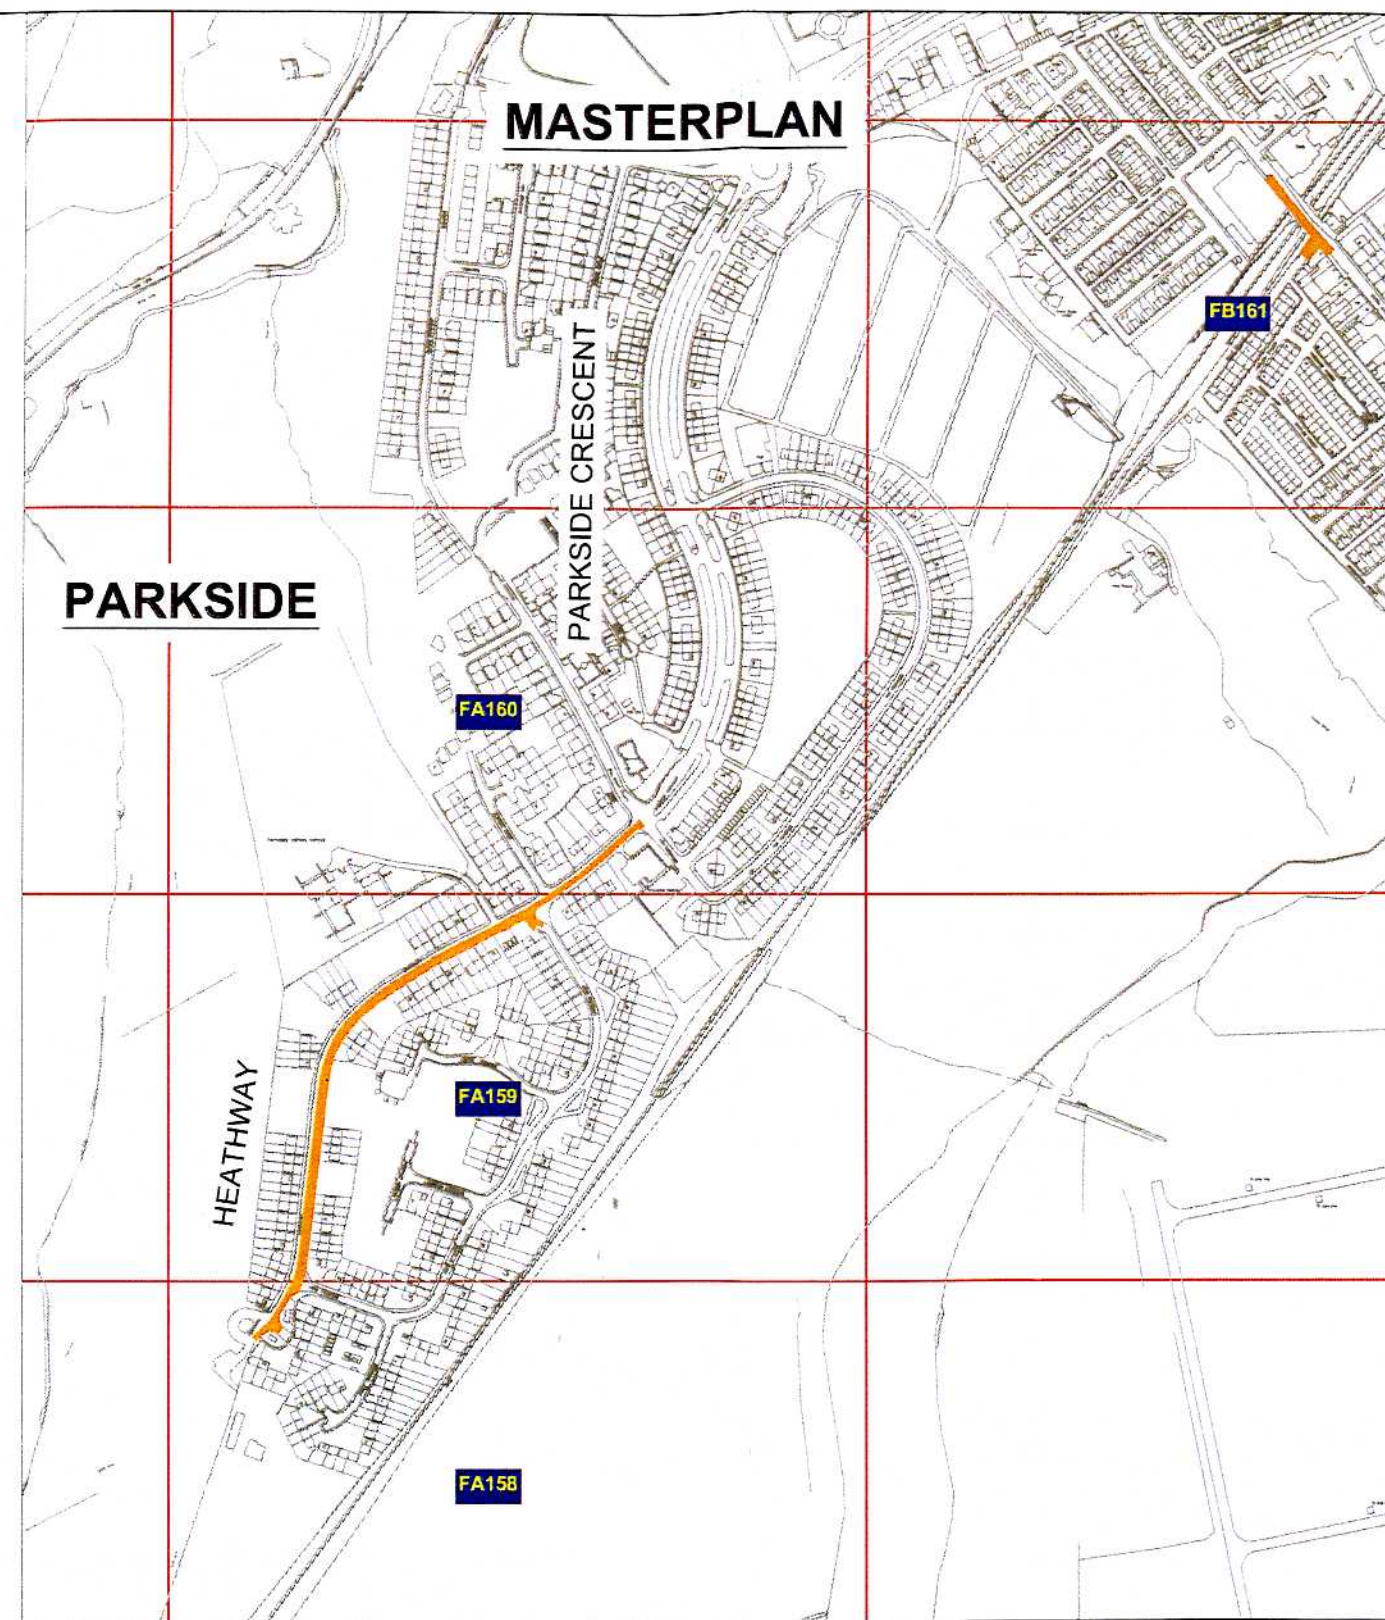 MASTERPLAN
FB161
PARKSIDE CRESCENT
PARKSIDE
FA160
HEATHWAY
FA159
FA158